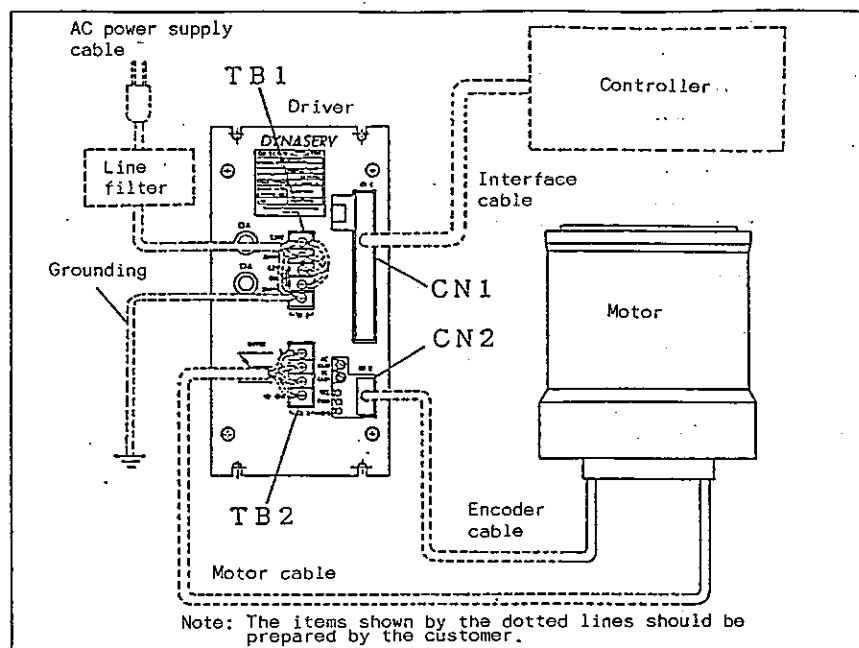 AC power supply
cable
TB1
Driver
Controller
DYNASERV
Line
filter
Interface
cable
Grounding
CN1
Motor
CN2
TB2
Encoder
cable
Motor cable
Note: The items shown by the dotted lines should be
prepared by the customer.